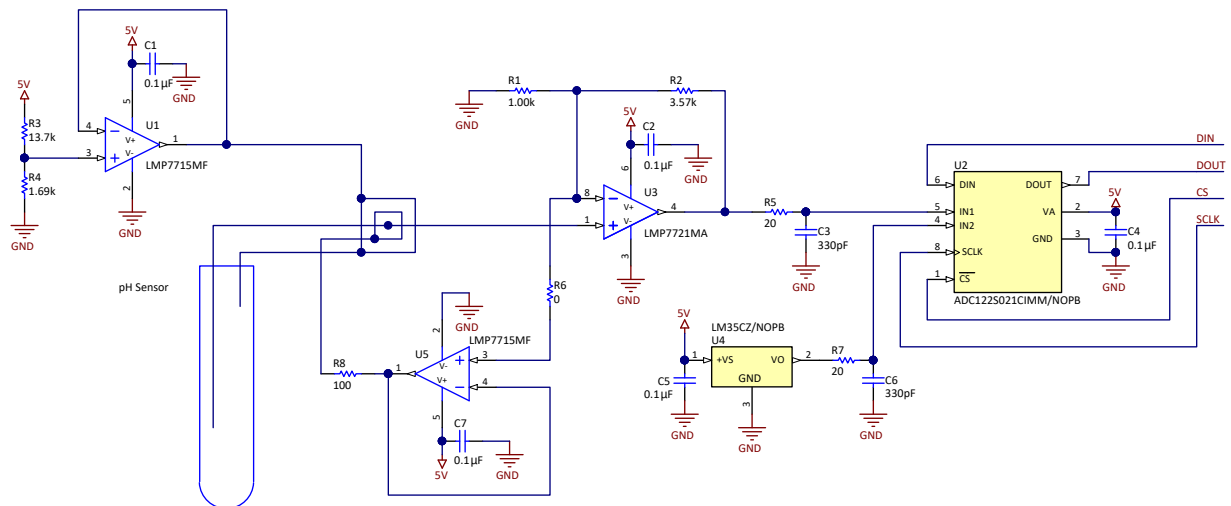 5V
C1
0.1µF
GND
5V
R3
13.7k
R4
1.69k
GND
4
3
5
U1
V+
V-
1
LMP7715MF
2
GND
pH Sensor
GND
R1
1.00k
R2
3.57k
5V
C2
0.1µF
GND
6
8
1
U3
V+
V-
4
LMP7721MA
3
GND
R6
0
R5
20
C3
330pF
GND
GND
2
LMP7715MF
U5
V-
V+
3
4
1
R8
100
5
C7
0.1µF
GND
5V
5V
LM35CZ/NOPB
U4
1
+VS
VO
2
GND
3
GND
C5
0.1µF
GND
R7
20
C6
330pF
GND
U2
6
DIN
DOUT
7
5
IN1
VA
2
4
IN2
GND
3
8
SCLK
1
CS
ADC122S021CIMM/NOPB
5V
C4
0.1µF
GND
DIN
DOUT
CS
SCLK